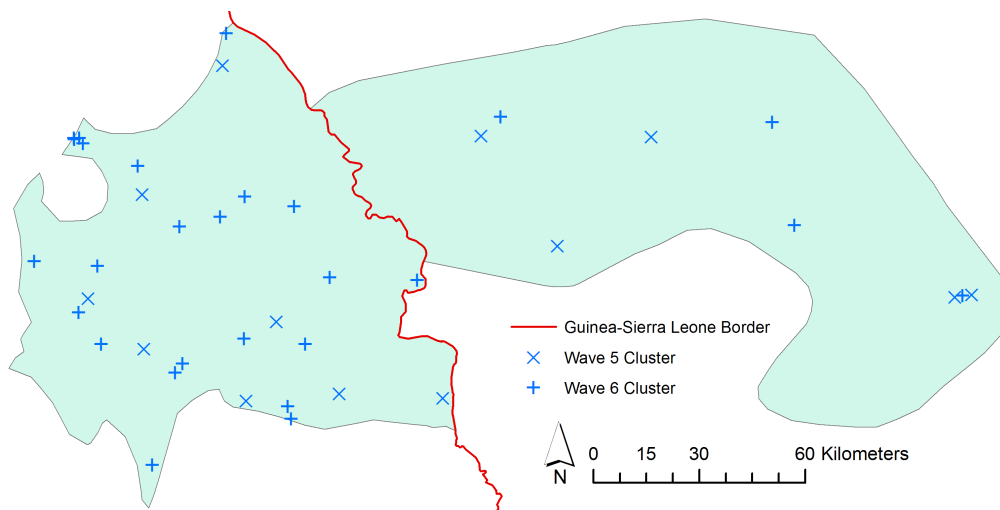 Guinea-Sierra Leone Border
Wave 5 Cluster
Wave 6 Cluster
N
0 15 30 60 Kilometers